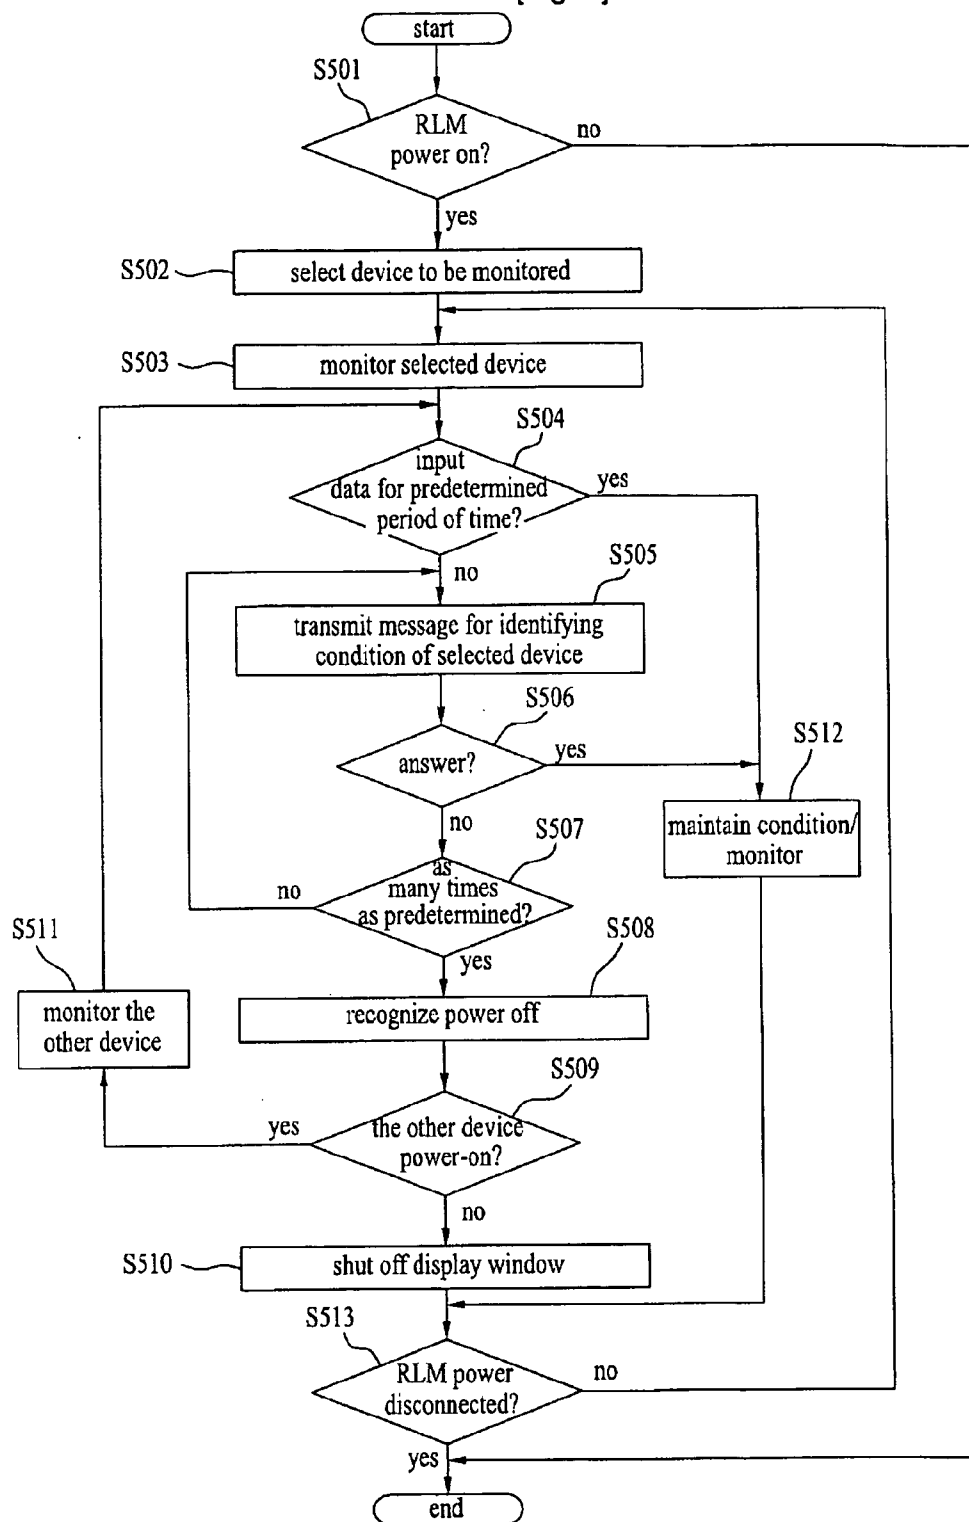 start
S501
RLM
power on?
no
yes
S502
select device to be monitored
S503
monitor selected device
S504
input
data for predetermined
period of time?
yes
no
S505
transmit message for identifying
condition of selected device
S506
answer?
yes
S512
maintain condition/
monitor
no
S507
as
many times
as predetermined?
no
yes
S511
monitor the
other device
S508
recognize power off
S509
the other device
power-on?
yes
no
S510
shut off display window
S513
RLM power
disconnected?
no
yes
end